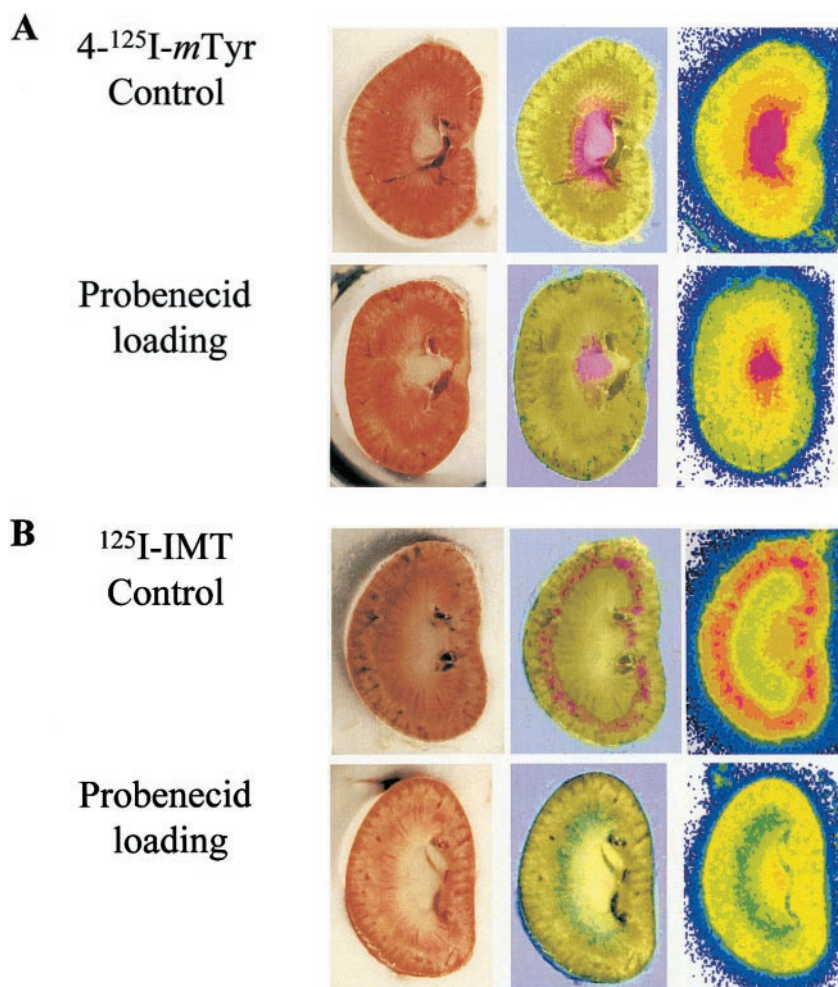 A
4-¹²⁵I-mTyr
Control
Probenecid
loading
B
¹²⁵I-IMT
Control
Probenecid
loading